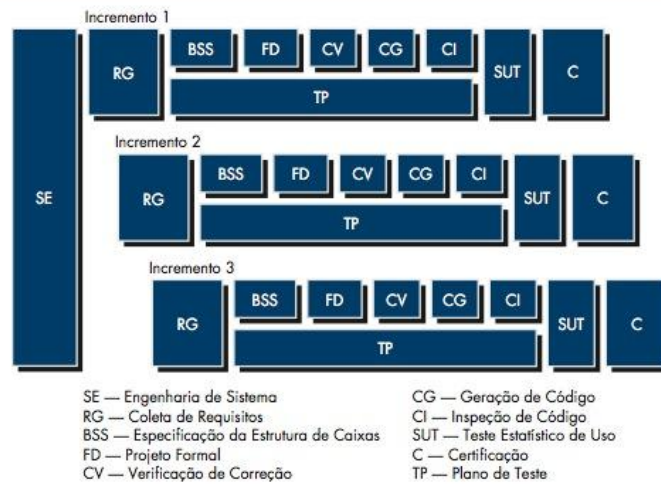 Incremento 1
SE
RG
BSS FD CV CG CI
TP
SUT
C
Incremento 2
RG
BSS FD CV CG CI
TP
SUT
C
Incremento 3
RG
BSS FD CV CG CI
TP
SUT
C
SE — Engenharia de Sistema
RG — Coleta de Requisitos
BSS — Especificação da Estrutura de Caixas
FD — Projeto Formal
CV — Verificação de Correção
CG — Geração de Código
CI — Inspeção de Código
SUT — Teste Estatístico de Uso
C — Certificação
TP — Plano de Teste